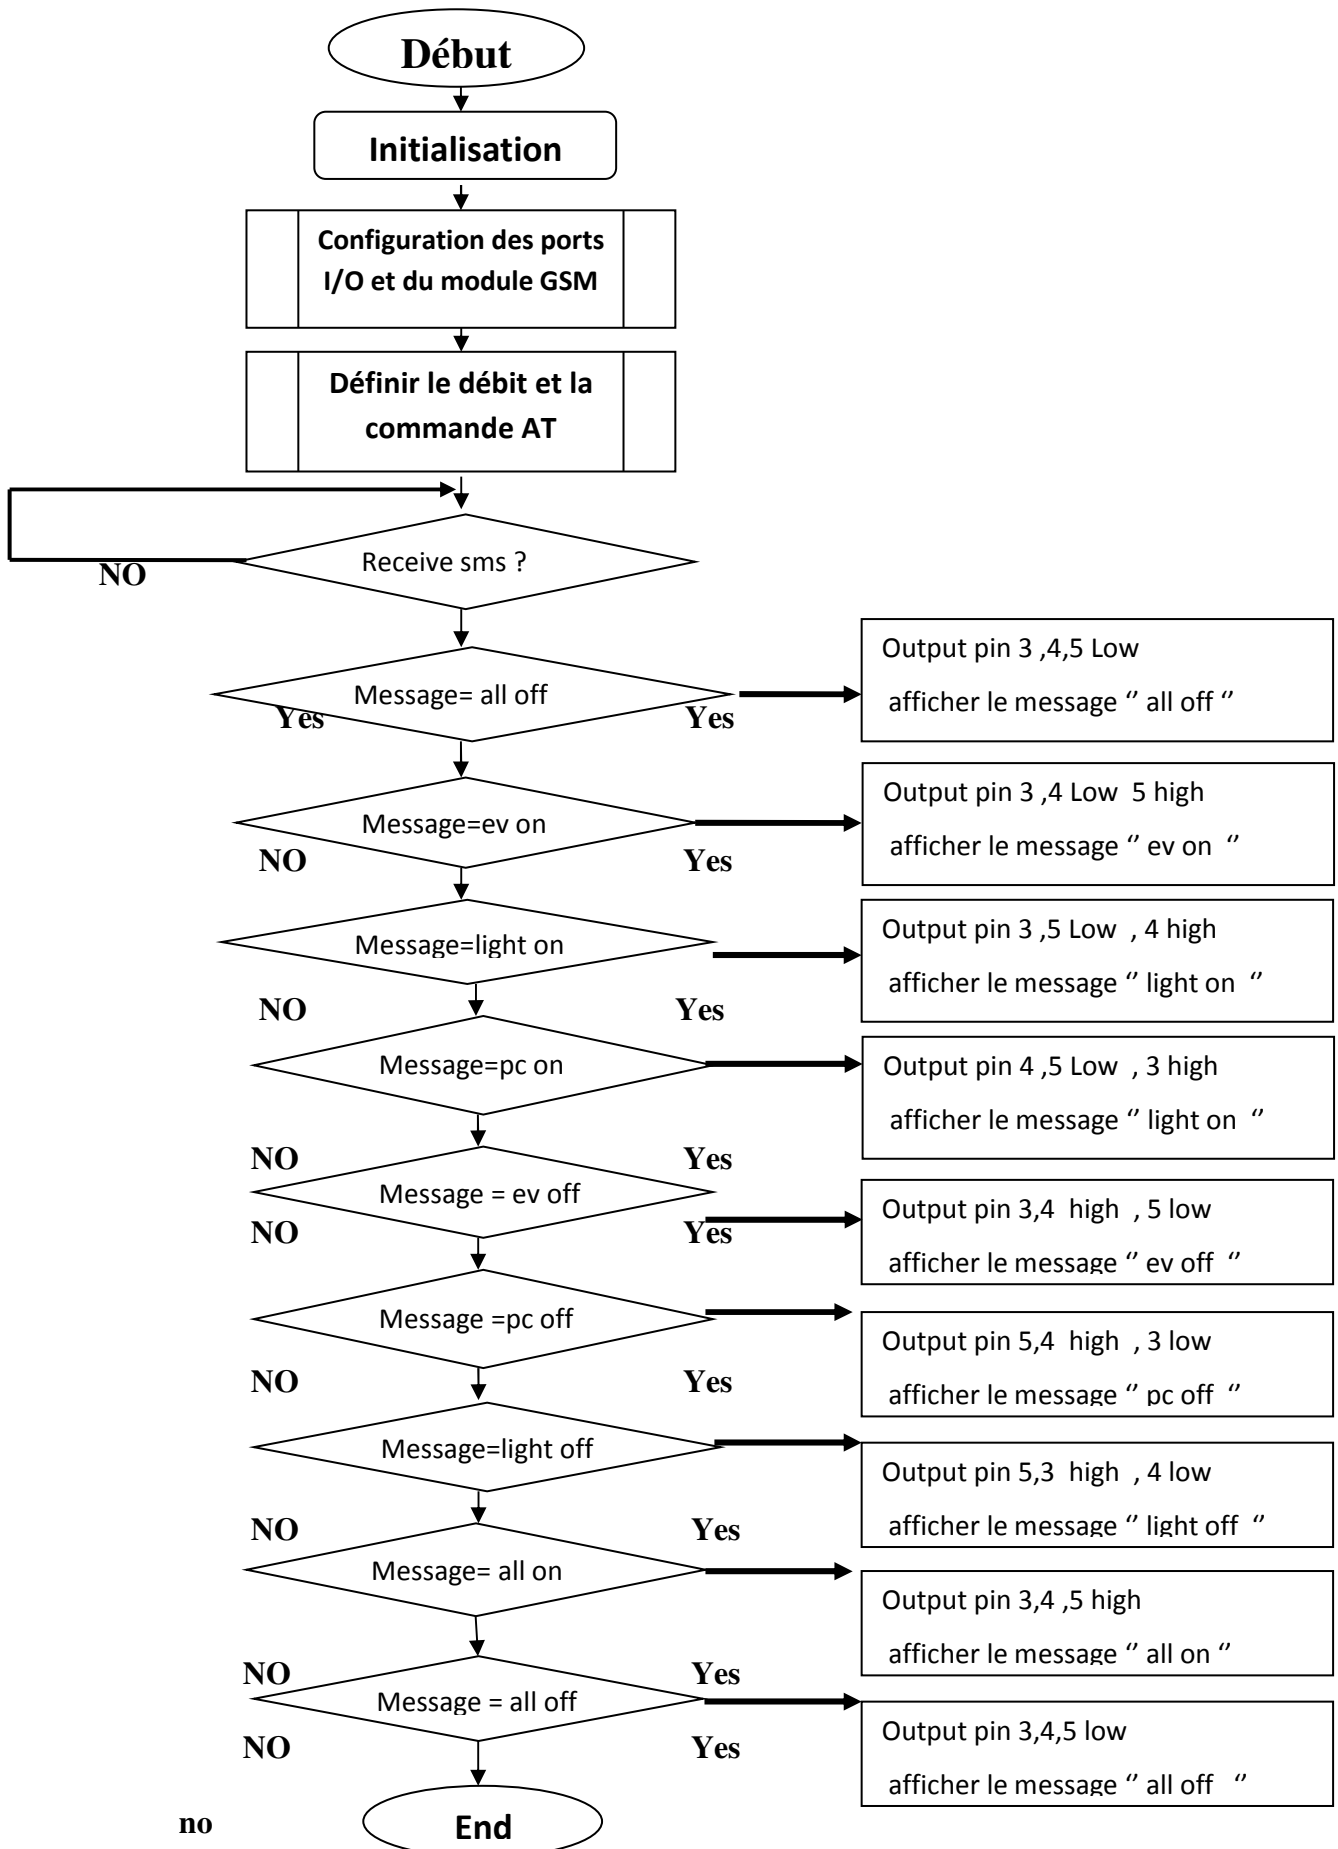 Début
Initialisation
Configuration des ports
I/O et du module GSM
Définir le débit et la
commande AT
Receive sms ?
NO
Message= all off
Yes
Yes
Output pin 3 ,4,5 Low
afficher le message ‘’ all off ‘’
Message=ev on
NO
Yes
Output pin 3 ,4 Low  5 high
afficher le message ‘’ ev on  ‘’
Message=light on
NO
Yes
Output pin 3 ,5 Low  , 4 high
afficher le message ‘’ light on  ‘’
Message=pc on
NO
Yes
Output pin 4 ,5 Low  , 3 high
afficher le message ‘’ light on  ‘’
Message = ev off
NO
Yes
Output pin 3,4  high  , 5 low
afficher le message ‘’ ev off  ‘’
Message =pc off
NO
Yes
Output pin 5,4  high  , 3 low
afficher le message ‘’ pc off  ‘’
Message=light off
NO
Yes
Output pin 5,3  high  , 4 low
afficher le message ‘’ light off  ‘’
Message= all on
NO
Yes
Output pin 3,4 ,5 high
afficher le message ‘’ all on ‘’
Message = all off
NO
Yes
Output pin 3,4,5 low
afficher le message ‘’ all off   ‘’
no
End